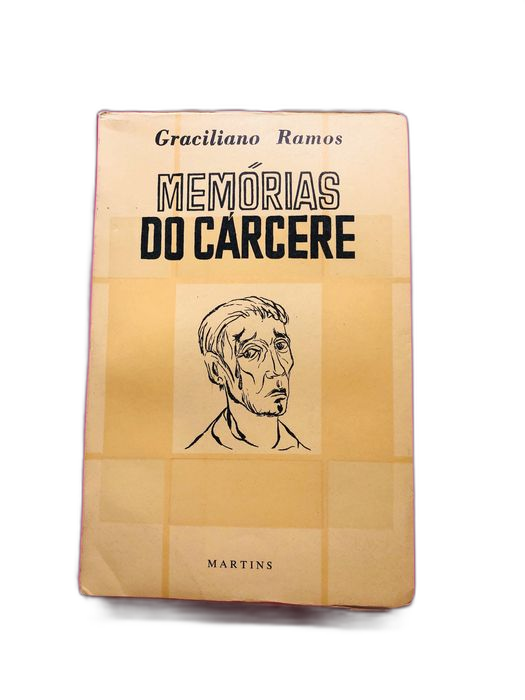 Graciliano Ramos
MEMÓRIAS
DO CÁRCERE
MARTINS